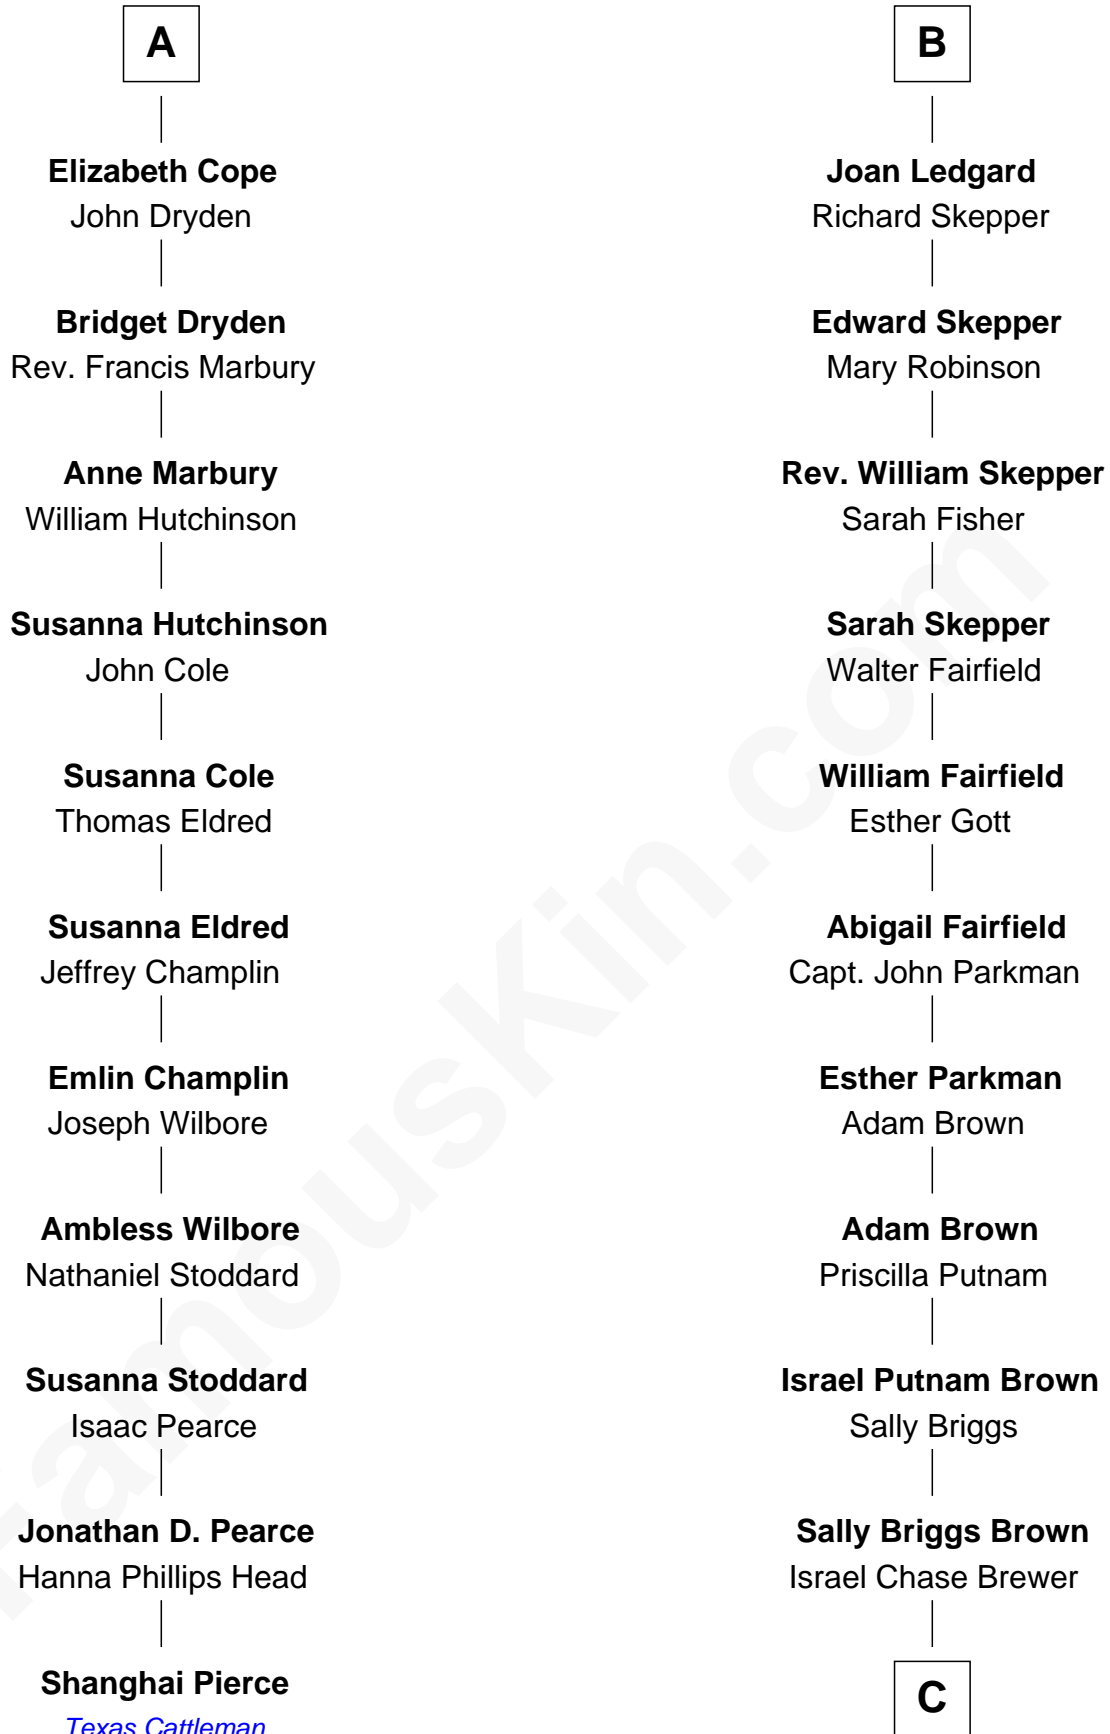 A
Elizabeth Cope
John Dryden
Bridget Dryden
Rev. Francis Marbury
Anne Marbury
William Hutchinson
Susanna Hutchinson
John Cole
Susanna Cole
Thomas Eldred
Susanna Eldred
Jeffrey Champlin
Emlin Champlin
Joseph Wilbore
Ambless Wilbore
Nathaniel Stoddard
Susanna Stoddard
Isaac Pearce
Jonathan D. Pearce
Hanna Phillips Head
Shanghai Pierce
Texas Cattleman
B
Joan Ledgard
Richard Skepper
Edward Skepper
Mary Robinson
Rev. William Skepper
Sarah Fisher
Sarah Skepper
Walter Fairfield
William Fairfield
Esther Gott
Abigail Fairfield
Capt. John Parkman
Esther Parkman
Adam Brown
Adam Brown
Priscilla Putnam
Israel Putnam Brown
Sally Briggs
Sally Briggs Brown
Israel Chase Brewer
C
FamousKin.com